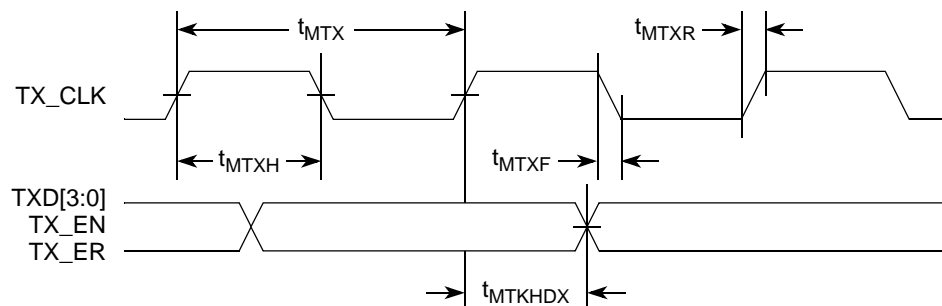 tMTX
tMTXR
TX_CLK
tMTXH
tMTXF
TXD[3:0]
TX_EN
TX_ER
tMTKHDX